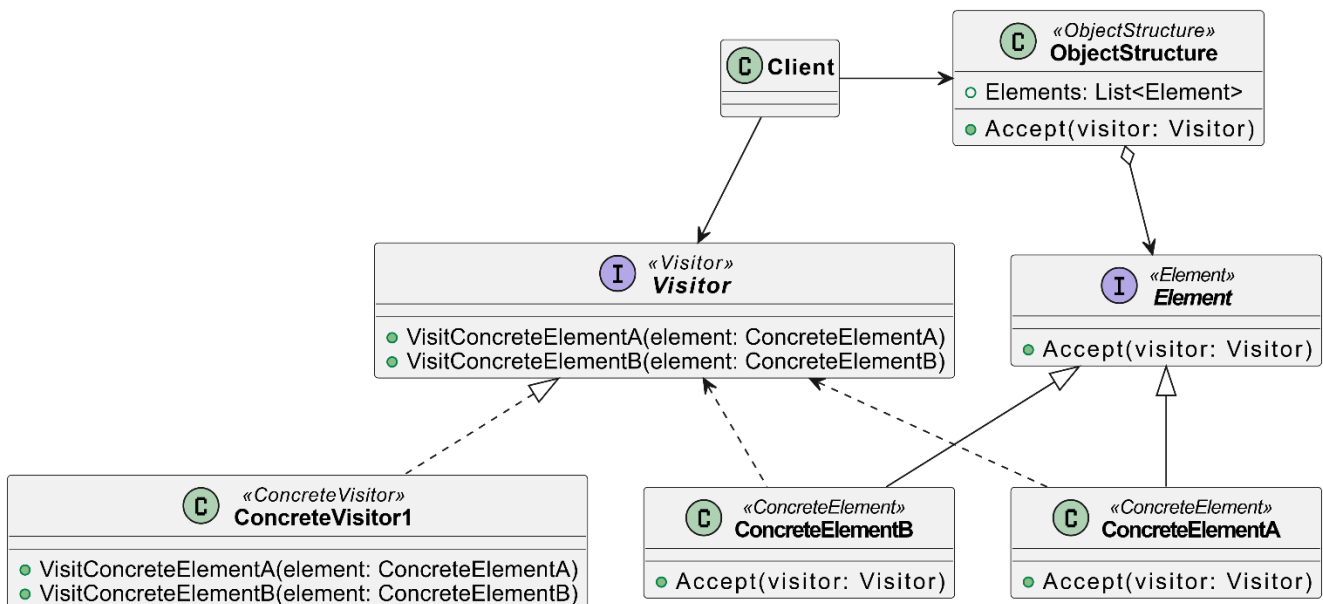 C Client
C «ObjectStructure»
ObjectStructure
Elements: List<Element>
Accept(visitor: Visitor)
I «Visitor»
Visitor
VisitConcreteElementA(element: ConcreteElementA)
VisitConcreteElementB(element: ConcreteElementB)
I «Element»
Element
Accept(visitor: Visitor)
C «ConcreteVisitor»
ConcreteVisitor1
VisitConcreteElementA(element: ConcreteElementA)
VisitConcreteElementB(element: ConcreteElementB)
C «ConcreteElement»
ConcreteElementB
Accept(visitor: Visitor)
C «ConcreteElement»
ConcreteElementA
Accept(visitor: Visitor)